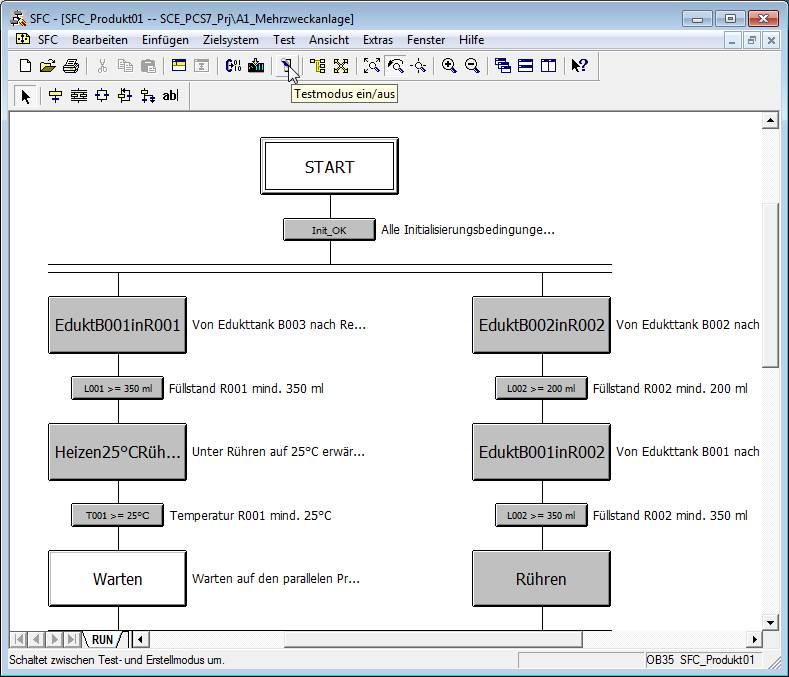 SFC - [SFC_Produkt01 -- SCE_PCS7_Prj\A1_Mehrzweckanlage]
SFC Bearbeiten Einfügen Zielsystem Test Ansicht Extras Fenster Hilfe
Testmodus ein/aus
ab|
START
Init_OK Alle Initialisierungsbedingunge...
EduktB001inR001 Von Edukttank B003 nach Re... EduktB002inR002 Von Edukttank B002 nach
L001 >= 350 ml Füllstand R001 mind. 350 ml L002 >= 200 ml Füllstand R002 mind. 200 ml
Heizen25°CRüh... Unter Rühren auf 25°C erwär... EduktB001inR002 Von Edukttank B001 nach
T001 >= 25°C Temperatur R001 mind. 25°C L002 >= 350 ml Füllstand R002 mind. 350 ml
Warten Warten auf den parallelen Pr... Rühren
RUN
Schaltet zwischen Test- und Erstellmodus um. OB35 SFC_Produkt01